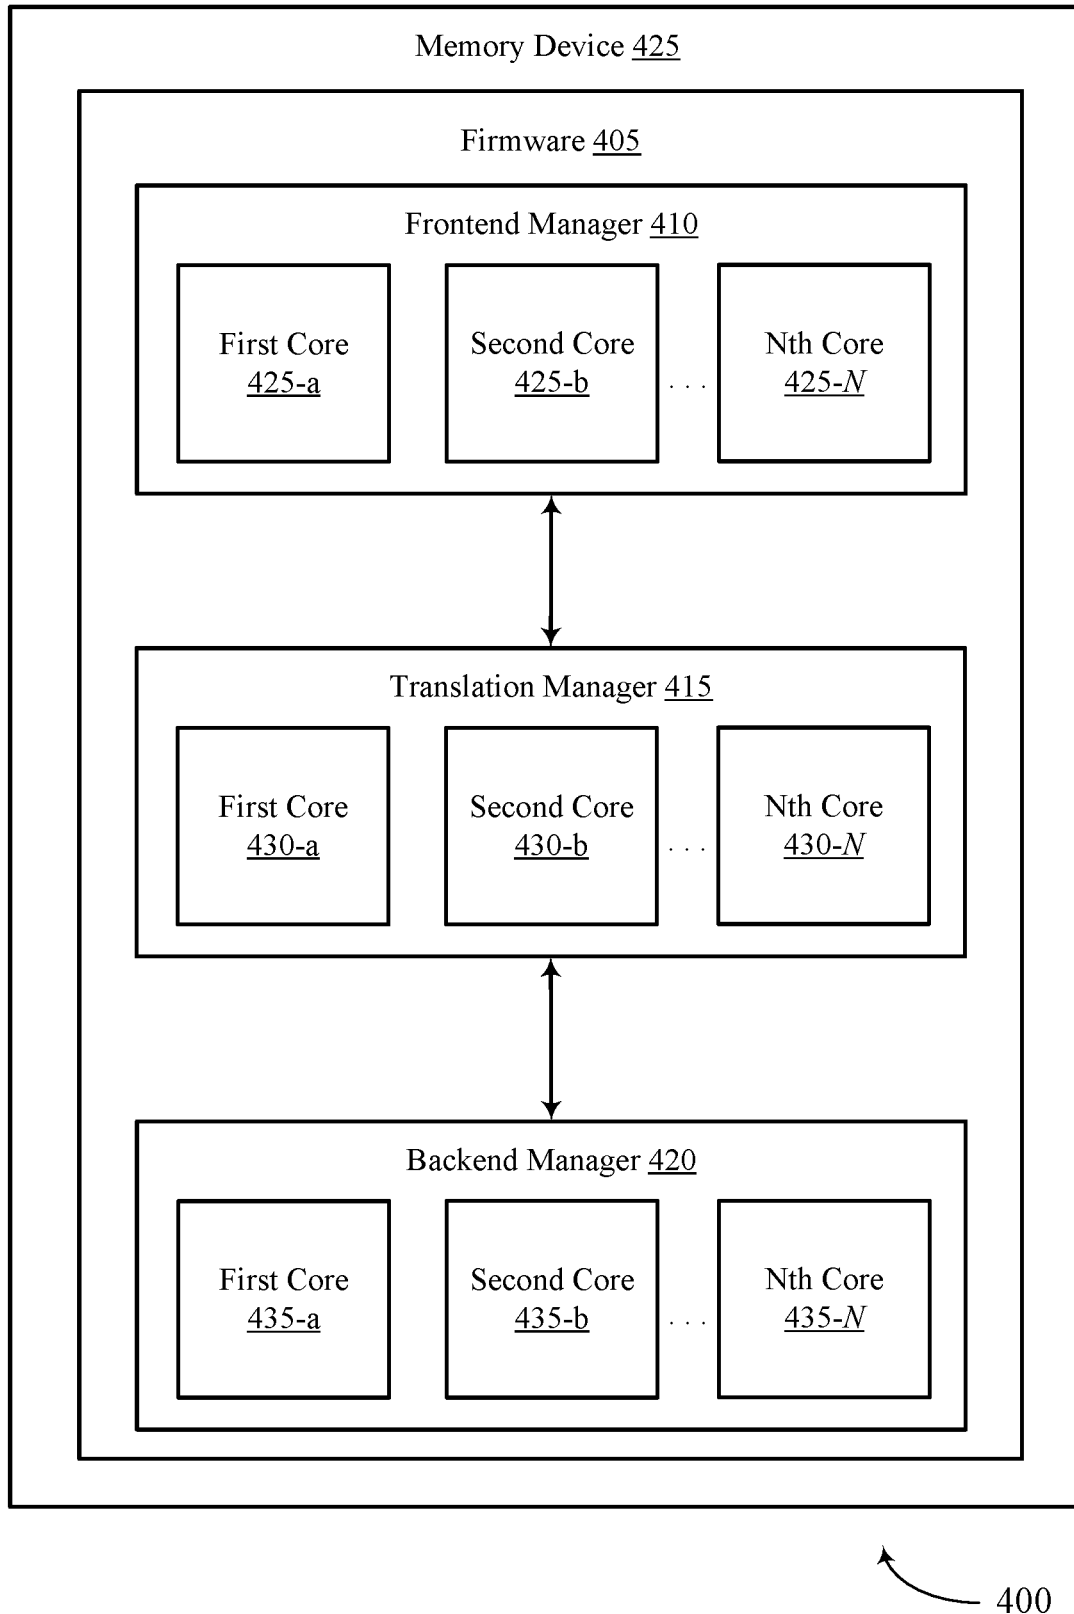 Memory Device 425
Firmware 405
Frontend Manager 410
First Core
425-a
Second Core
425-b
. . .
Nth Core
425-N
Translation Manager 415
First Core
430-a
Second Core
430-b
. . .
Nth Core
430-N
Backend Manager 420
First Core
435-a
Second Core
435-b
. . .
Nth Core
435-N
400